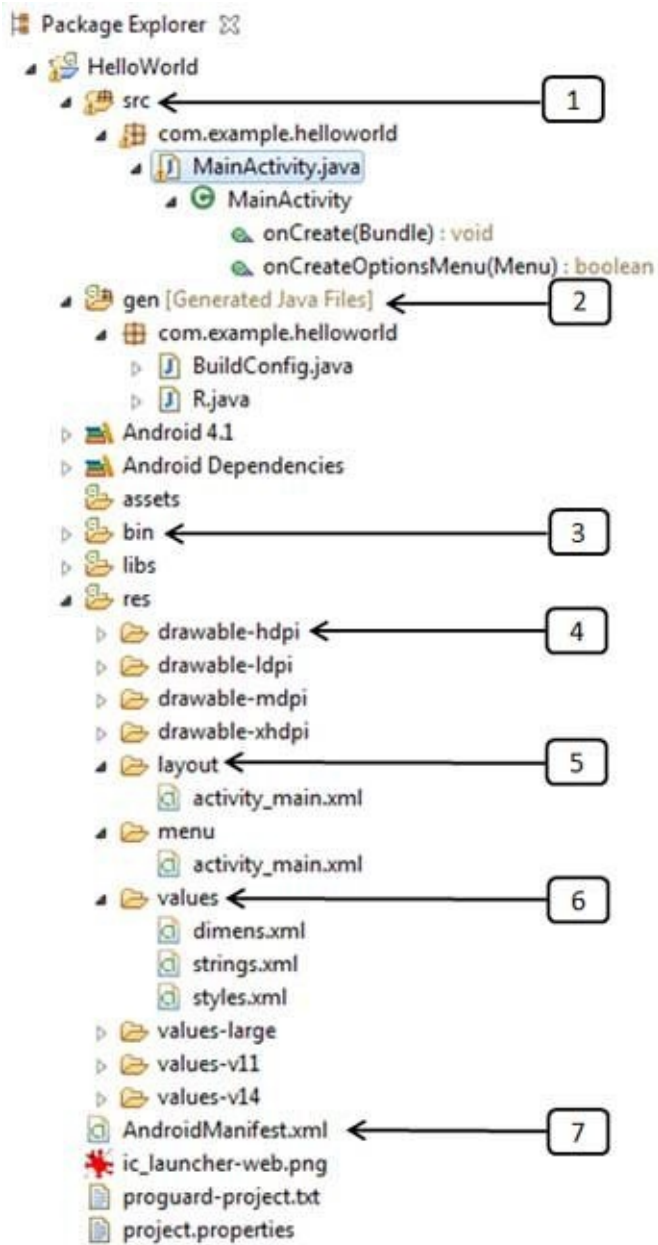 Package Explorer
HelloWorld
src 1
com.example.helloworld
MainActivity.java
MainActivity
onCreate(Bundle) : void
onCreateOptionsMenu(Menu) : boolean
gen [Generated Java Files] 2
com.example.helloworld
BuildConfig.java
R.java
Android 4.1
Android Dependencies
assets
bin 3
libs
res
drawable-hdpi 4
drawable-ldpi
drawable-mdpi
drawable-xhdpi
layout 5
activity_main.xml
menu
activity_main.xml
values 6
dimens.xml
strings.xml
styles.xml
values-large
values-v11
values-v14
AndroidManifest.xml 7
ic_launcher-web.png
proguard-project.txt
project.properties